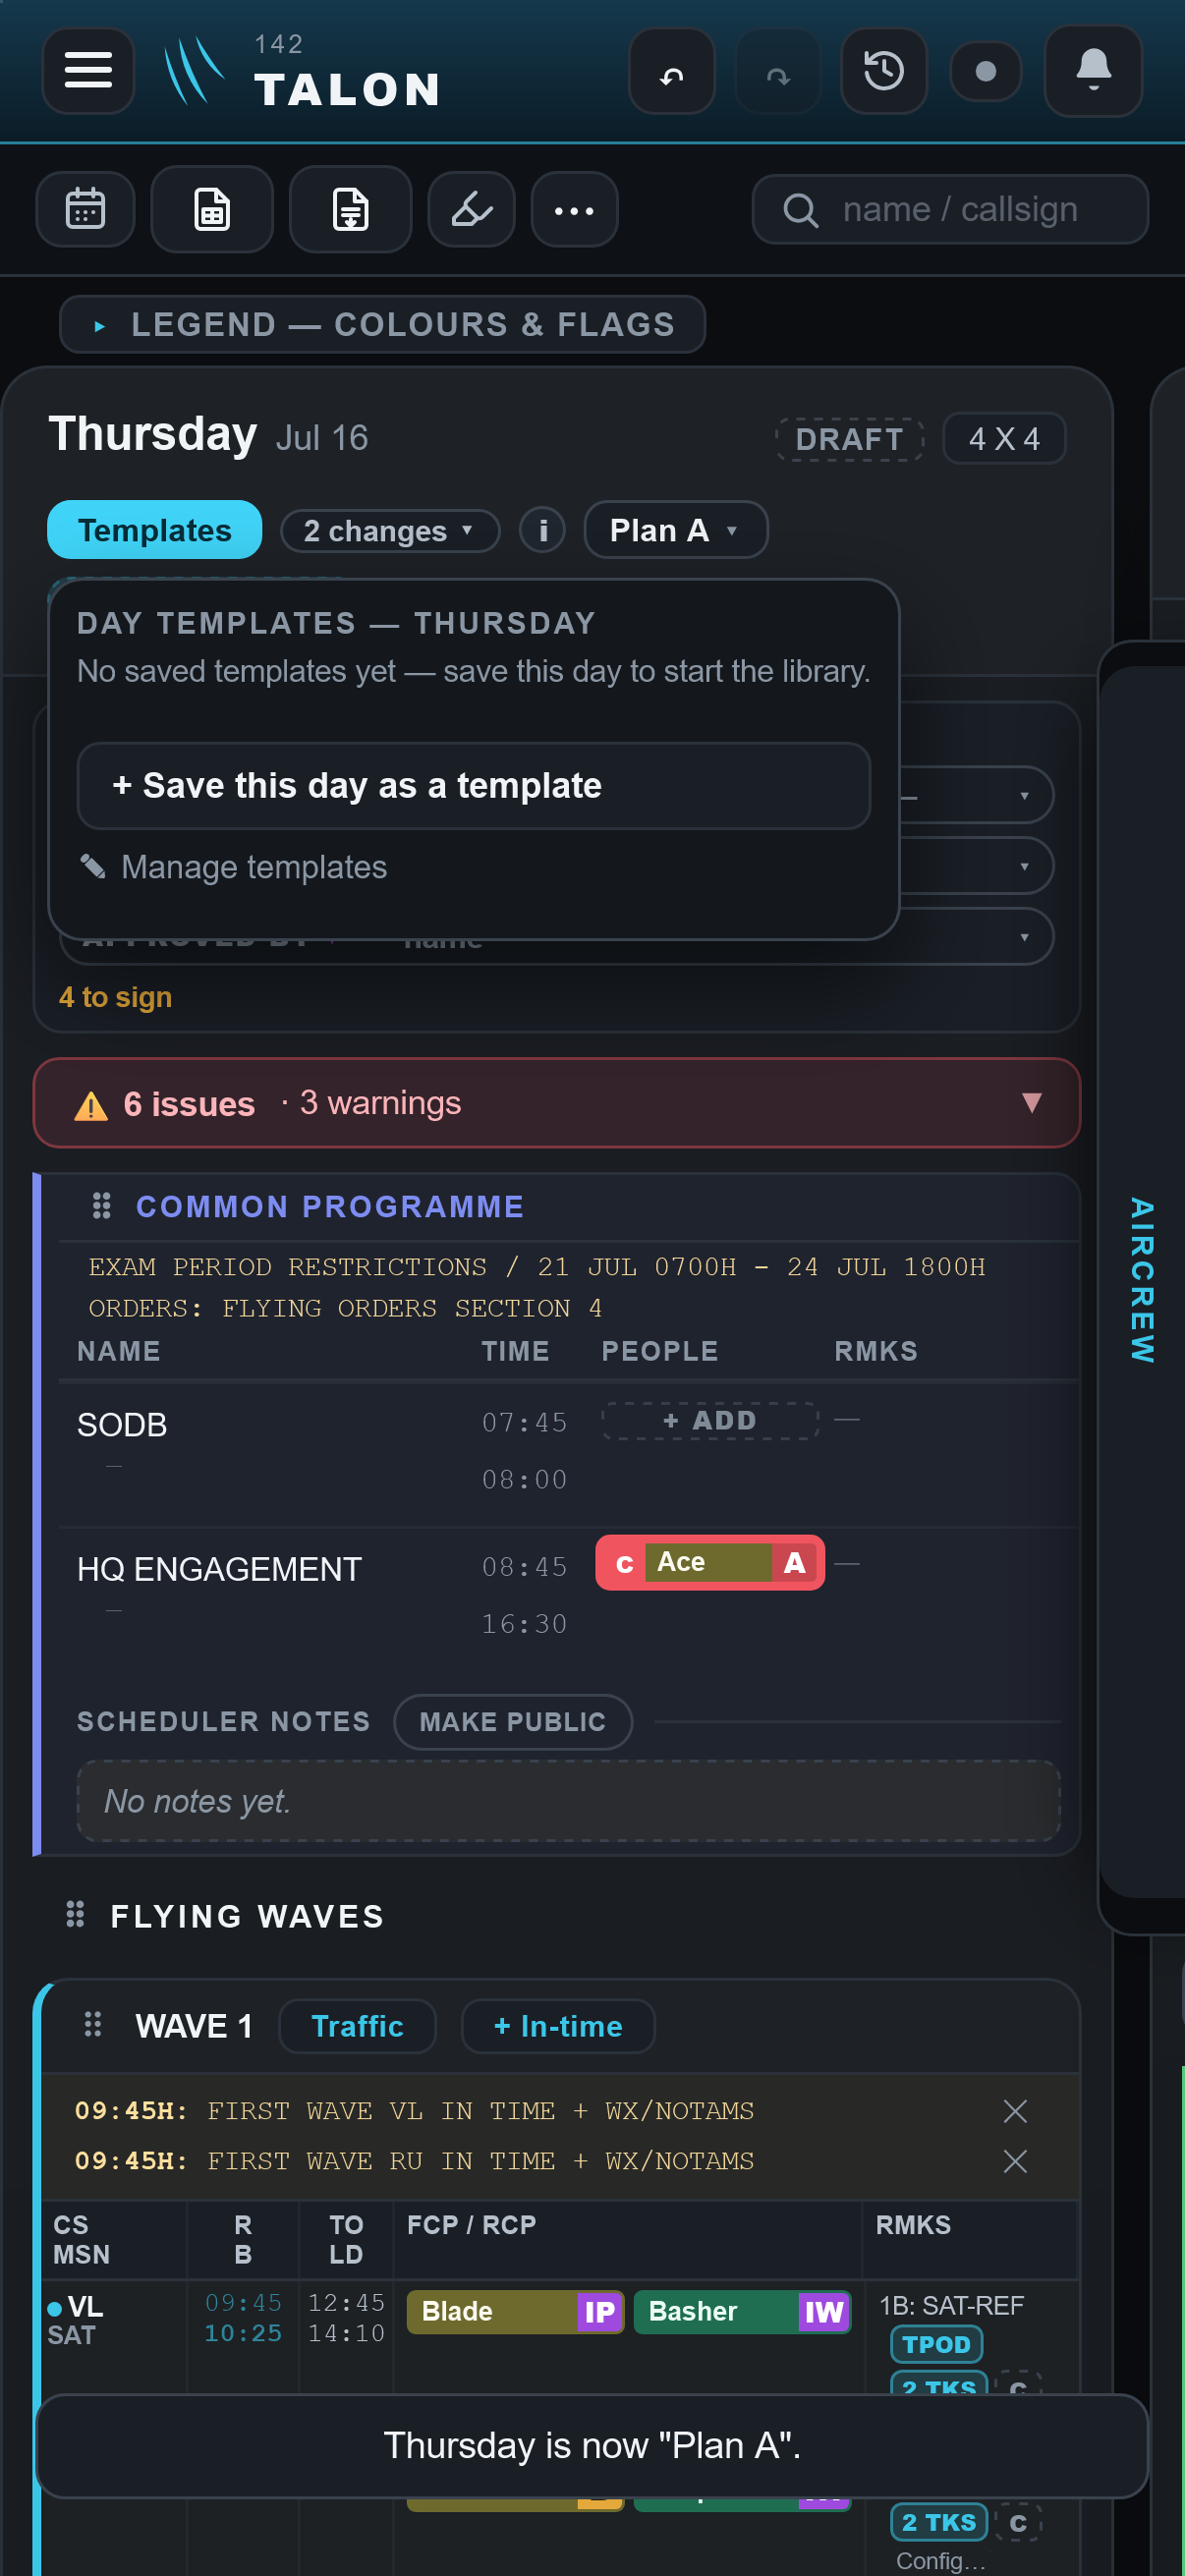 142
TALON
name / callsign
▸ LEGEND — COLOURS & FLAGS
Thursday Jul 16 DRAFT 4 X 4
Templates 2 changes ▾ i Plan A ▾
DAY TEMPLATES — THURSDAY
No saved templates yet — save this day to start the library.
+ Save this day as a template
Manage templates
4 to sign
6 issues · 3 warnings ▼
AIRCREW
COMMON PROGRAMME
EXAM PERIOD RESTRICTIONS / 21 JUL 0700H - 24 JUL 1800H
ORDERS: FLYING ORDERS SECTION 4
NAME TIME PEOPLE RMKS
SODB 07:45 + ADD —
— 08:00
HQ ENGAGEMENT 08:45 C Ace A —
— 16:30
SCHEDULER NOTES MAKE PUBLIC
No notes yet.
FLYING WAVES
WAVE 1 Traffic + In-time
09:45H: FIRST WAVE VL IN TIME + WX/NOTAMS
09:45H: FIRST WAVE RU IN TIME + WX/NOTAMS
CS R TO FCP / RCP RMKS
MSN B LD
VL 09:45 12:45 Blade IP Basher IW 1B: SAT-REF
SAT 10:25 14:10 TPOD
2 TKS C
Thursday is now "Plan A".
2 TKS C
Config...